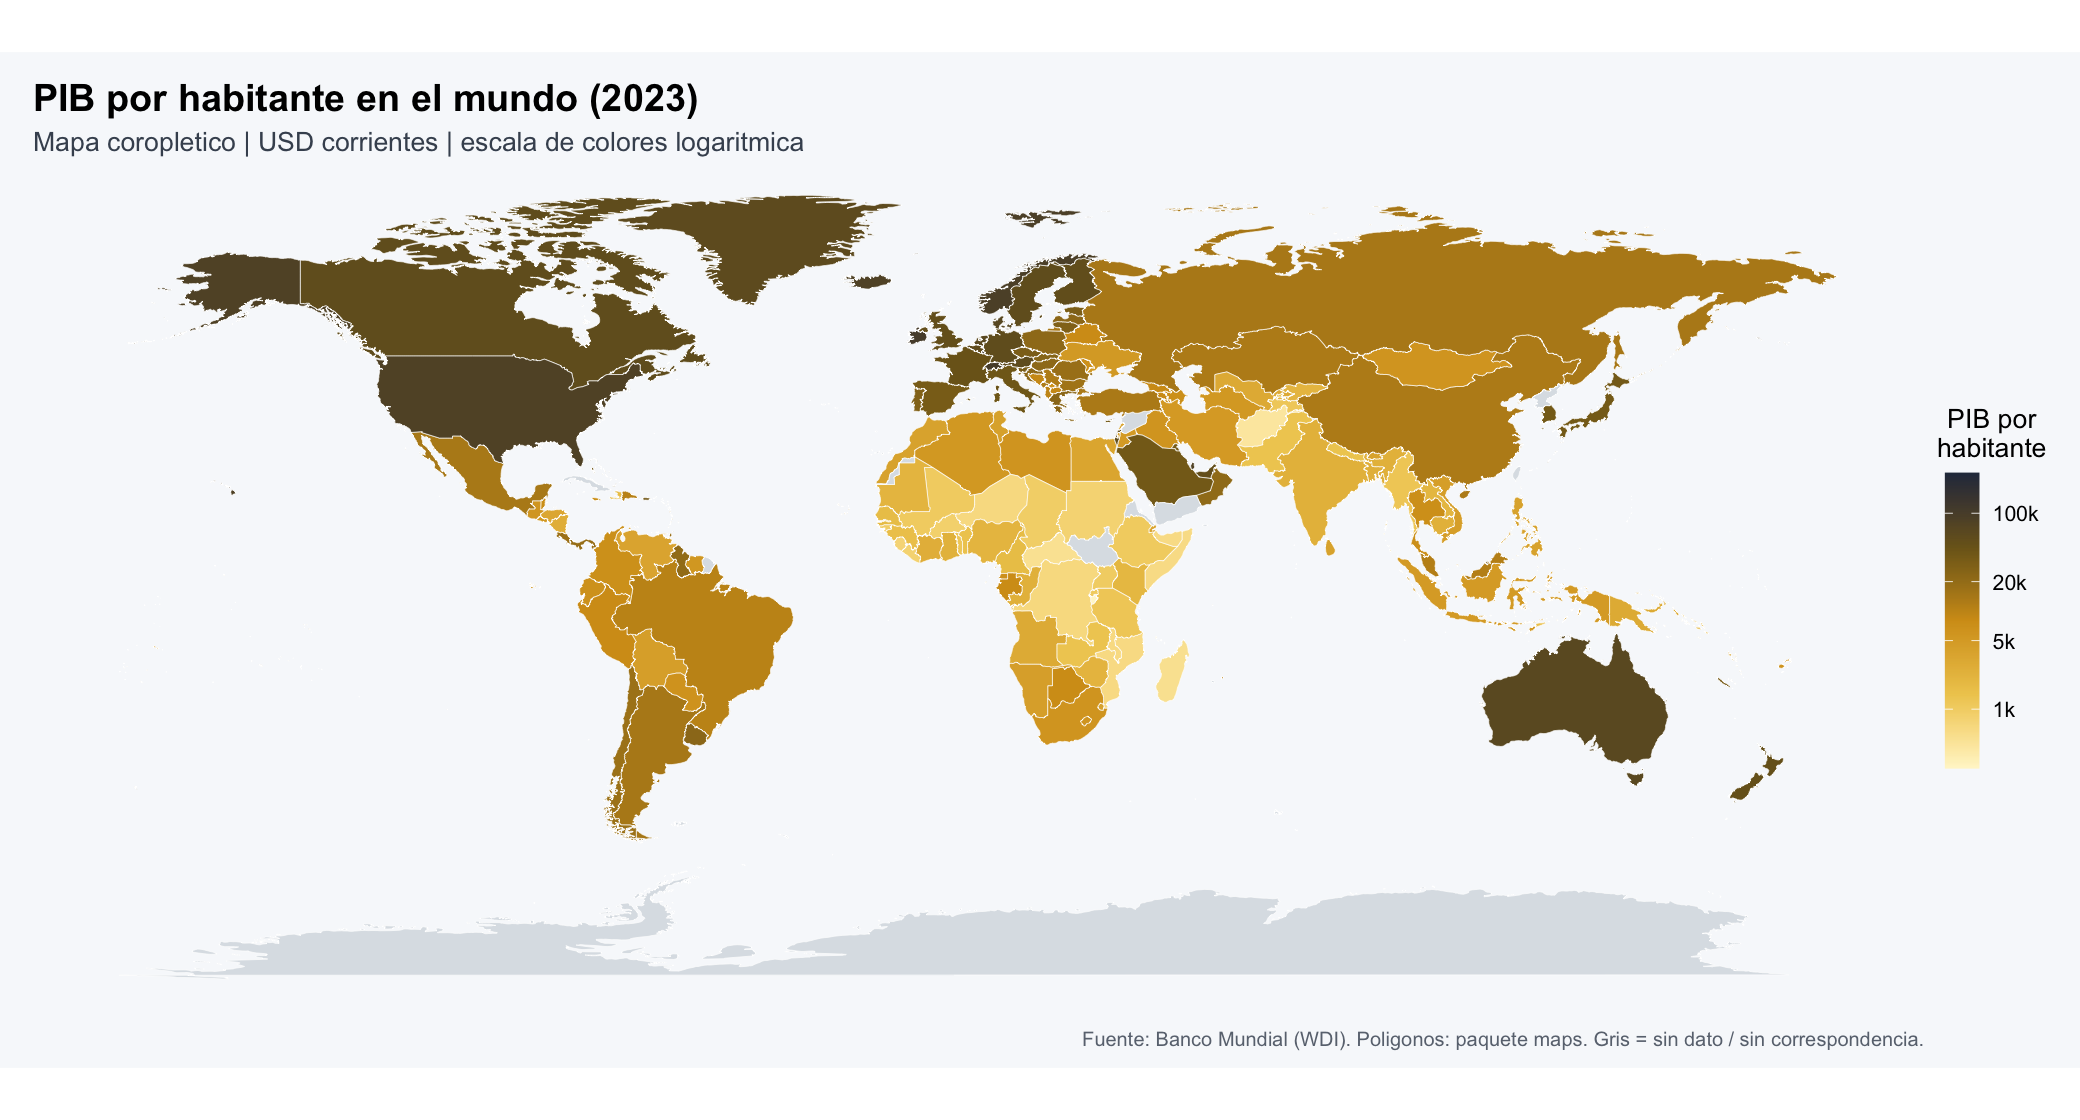 PIB por habitante en el mundo (2023)
Mapa coropletico | USD corrientes | escala de colores logaritmica
PIB por
habitante
100k
20k
5k
1k
Fuente: Banco Mundial (WDI). Poligonos: paquete maps. Gris = sin dato / sin correspondencia.